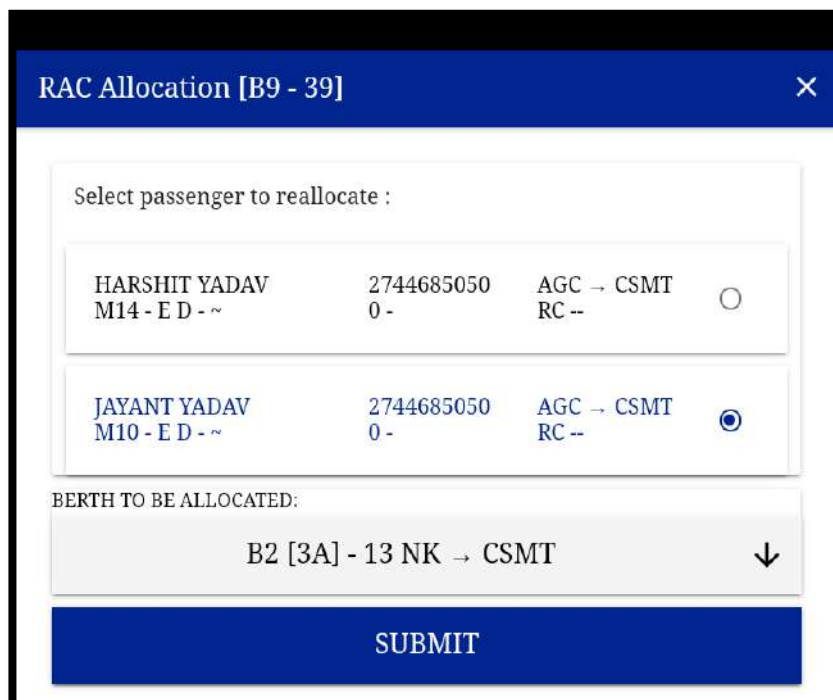 RAC Allocation [B9 - 39] ×
Select passenger to reallocate :
HARSHIT YADAV 2744685050 AGC → CSMT
M14 - E D - ~ 0 - RC --
JAYANT YADAV 2744685050 AGC → CSMT
M10 - E D - ~ 0 - RC --
BERTH TO BE ALLOCATED:
B2 [3A] - 13 NK → CSMT
SUBMIT